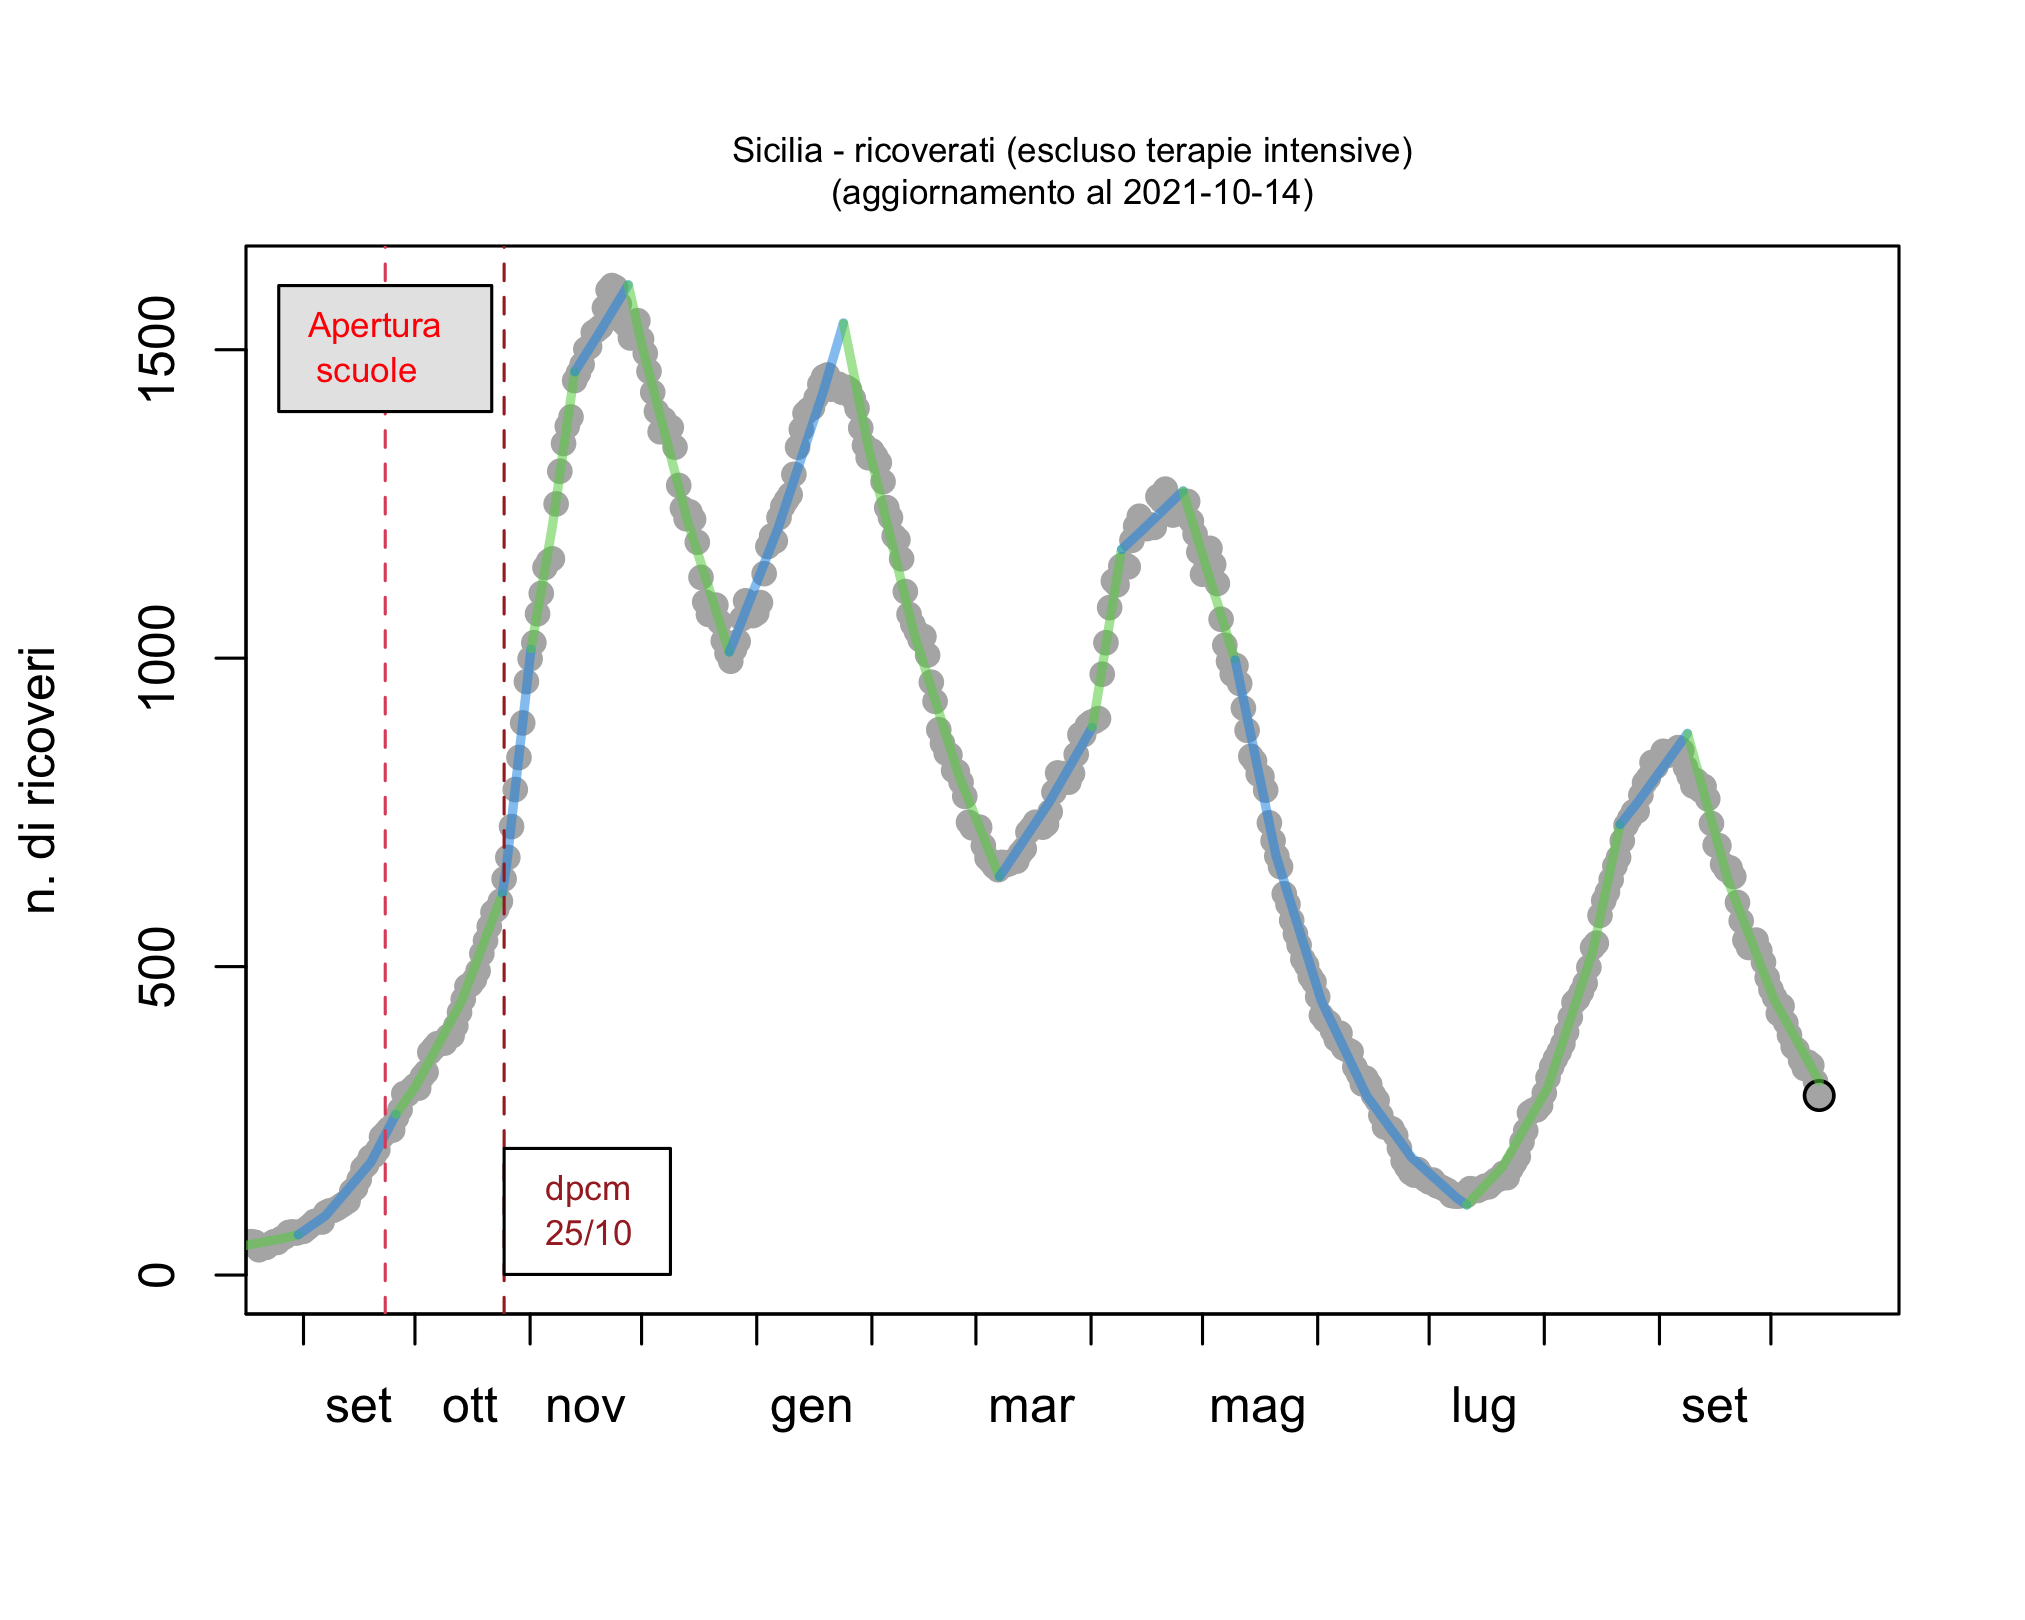 Sicilia - ricoverati (escluso terapie intensive)
(aggiornamento al 2021-10-14)
Apertura
scuole
n. di ricoveri
1500
1000
500
0
dpcm
25/10
set ott nov gen mar mag lug set